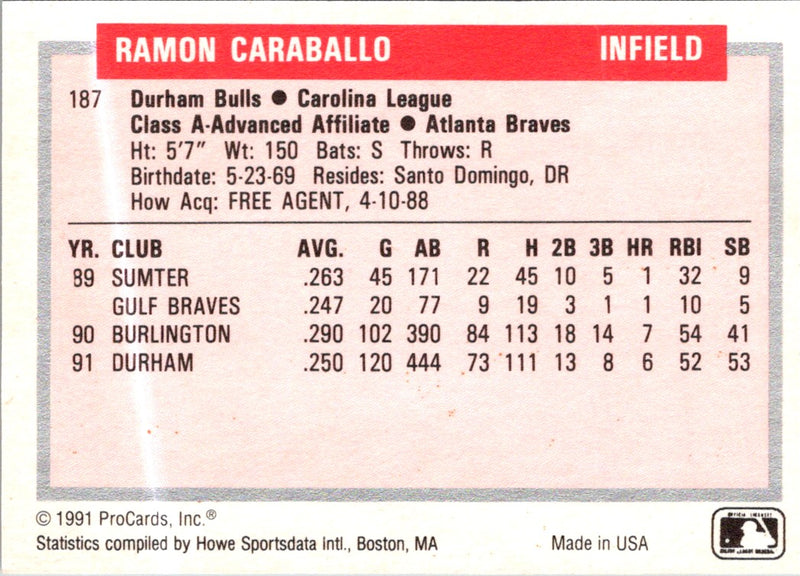 RAMON CARABALLO INFIELD
187 Durham Bulls ● Carolina League
Class A-Advanced Affiliate ● Atlanta Braves
Ht: 5'7" Wt: 150 Bats: S Throws: R
Birthdate: 5-23-69 Resides: Santo Domingo, DR
How Acq: FREE AGENT, 4-10-88
YR. CLUB AVG. G AB R H 2B 3B HR RBI SB
89 SUMTER .263 45 171 22 45 10 5 1 32 9
GULF BRAVES .247 20 77 9 19 3 1 1 10 5
90 BURLINGTON .290 102 390 84 113 18 14 7 54 41
91 DURHAM .250 120 444 73 111 13 8 6 52 53
© 1991 ProCards, Inc.®
Statistics compiled by Howe Sportsdata Intl., Boston, MA Made in USA